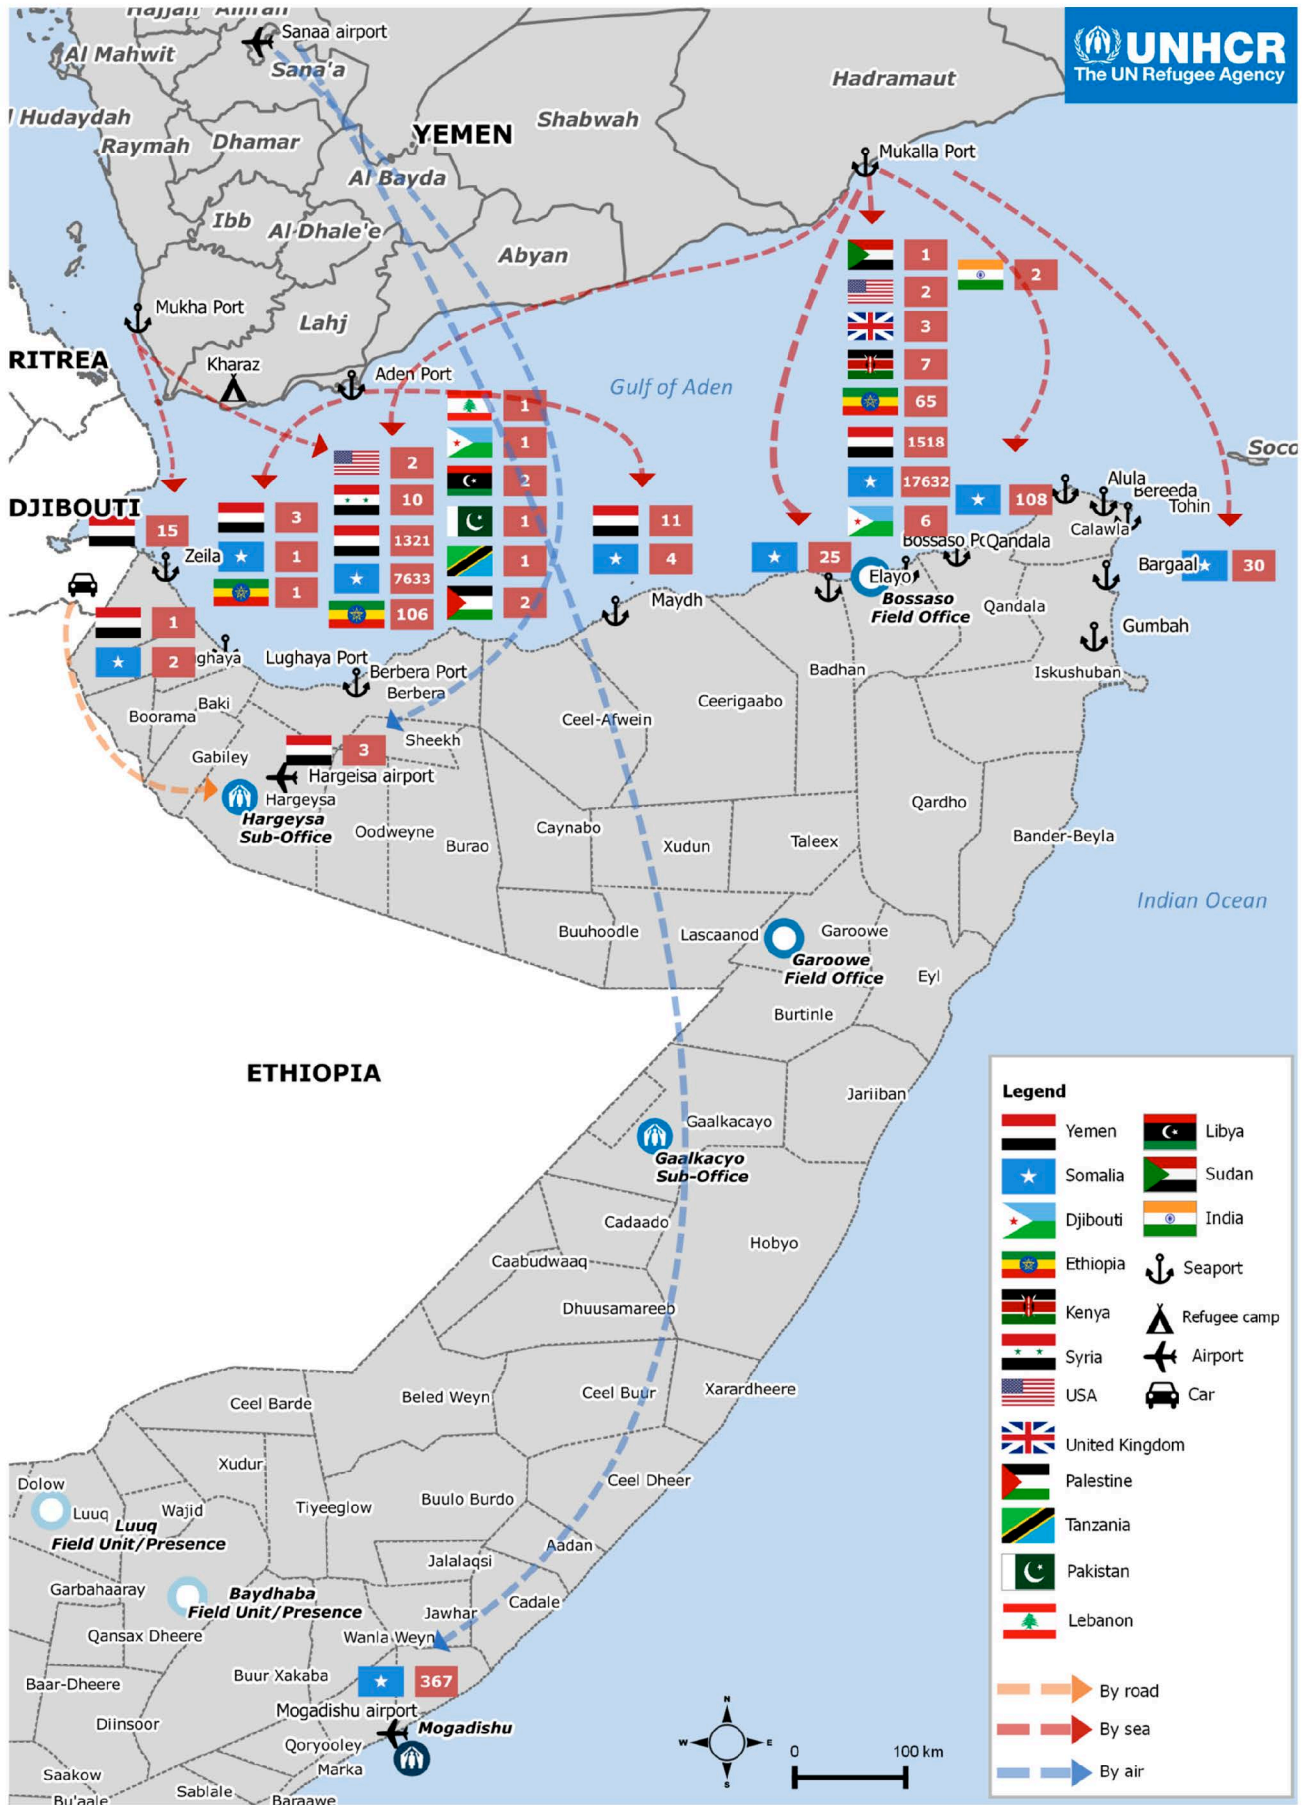 Hajjah Amran
Sanaa airport
Al Mahwit
Sana'a
UNHCR
The UN Refugee Agency
Hadramaut
Hudaydah
Raymah
Dhamar
YEMEN
Shabwah
Mukalla Port
Al Bayda
Ibb
Al-Dhale'e
Abyan
1
2
2
Mukha Port
Lahj
3
RITREA
Kharaz
Aden Port
Gulf of Aden
7
1
65
1
1518
Soco
2
2
17632
Alula
Bereeda
Tohin
10
108
DJIBOUTI
15
3
1
11
6
Calawla
1321
Bossaso Po
Qandala
Zeila
1
1
4
25
Elayo
Bargaal
30
7633
1
2
Maydh
Bossaso
Field Office
Qandala
106
1
Gumbah
2
ghaya
Lughaya Port
Berbera Port
Berbera
Badhan
Iskushuban
Baki
Boorama
Ceel-Afwein
Ceerigaabo
Gabiley
3
Sheekh
Hargeisa airport
Hargeysa
Hargeysa
Sub-Office
Oodweyne
Burao
Caynabo
Xudun
Taleex
Qardho
Bander-Beyla
Indian Ocean
Buuhoodle
Lascaanod
Garoowe
Garoowe
Field Office
Eyl
Burtinle
ETHIOPIA
Jariiban
Gaalkacayo
Gaalkacyo
Sub-Office
Cadaado
Hobyo
Caabudwaaq
Dhuusamareeb
Ceel Barde
Beled Weyn
Ceel Buur
Xarardheere
Xudur
Ceel Dheer
Dolow
Luuq
Wajid
Tiyeeglow
Buulo Burdo
Luuq
Field Unit/Presence
Aadan
Jalalaqsi
Garbahaaray
Baydhaba
Field Unit/Presence
Jawhar
Cadale
Qansax Dheere
Wanla Weyn
Baar-Dheere
Buur Xakaba
367
Mogadishu airport
Mogadishu
Diinsoor
Qoryooley
Marka
Saakow
Bu'aale
Sablale
Baraawe
N
W
E
S
0
100 km
Legend
Yemen
Libya
Somalia
Sudan
Djibouti
India
Ethiopia
Seaport
Kenya
Refugee camp
Syria
Airport
USA
Car
United Kingdom
Palestine
Tanzania
Pakistan
Lebanon
By road
By sea
By air